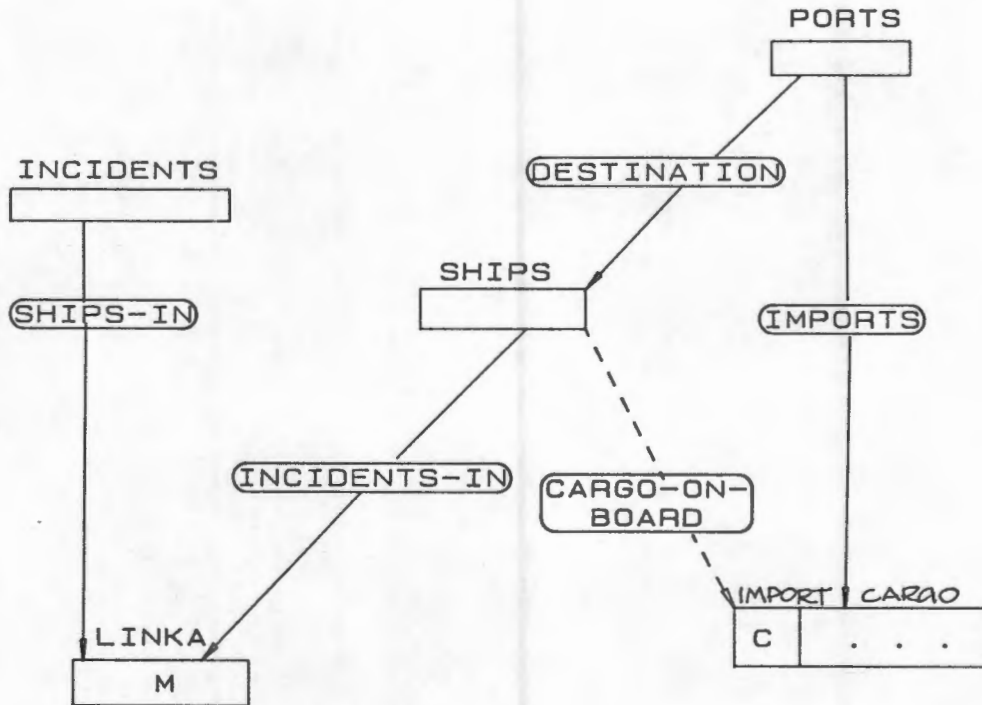 PORTS
DESTINATION
INCIDENTS
SHIPS
SHIPS-IN
IMPORTS
INCIDENTS-IN
CARGO-ON-
BOARD
IMPORT CARGO
LINKA
C . . .
M